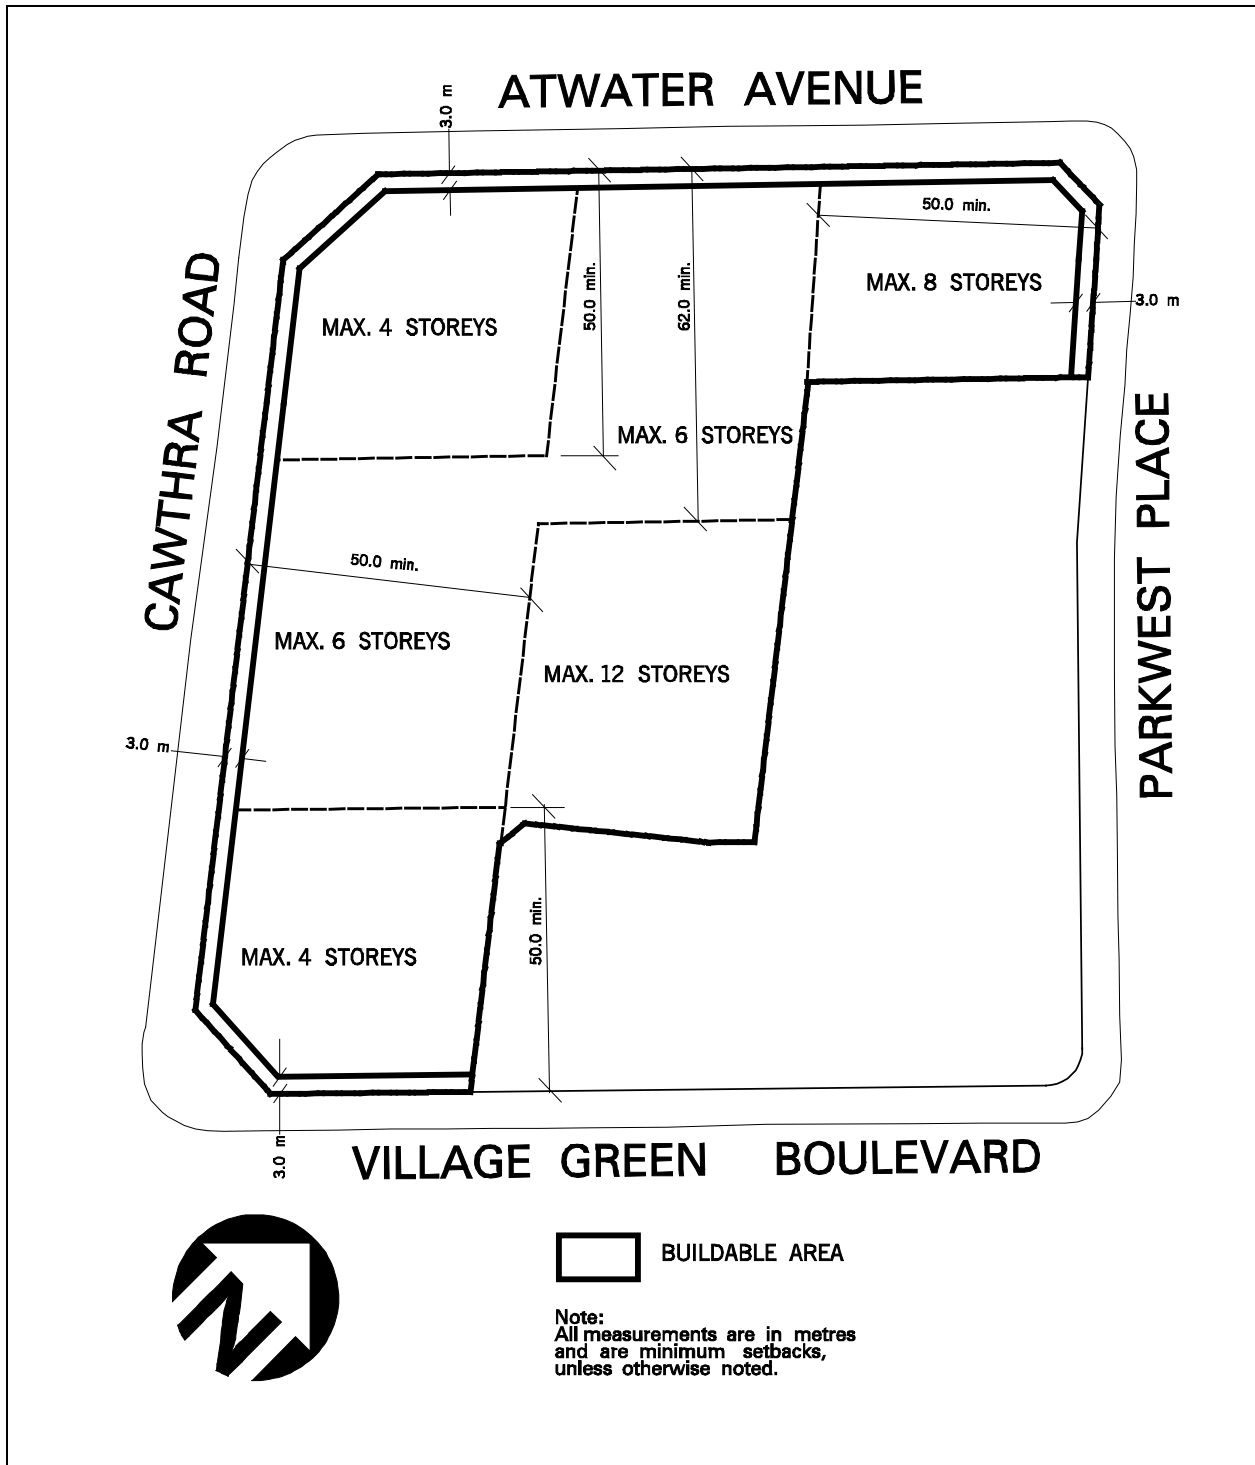 ATWATER AVENUE
3.0 m
50.0 min.
MAX. 8 STOREYS
3.0 m
CAWTHRA ROAD
MAX. 4 STOREYS
50.0 min.
62.0 min.
MAX. 6 STOREYS
PARKWEST PLACE
50.0 min.
MAX. 6 STOREYS
MAX. 12 STOREYS
3.0 m
50.0 min.
MAX. 4 STOREYS
3.0 m
VILLAGE GREEN BOULEVARD
N
BUILDABLE AREA
Note:
All measurements are in metres
and are minimum setbacks,
unless otherwise noted.